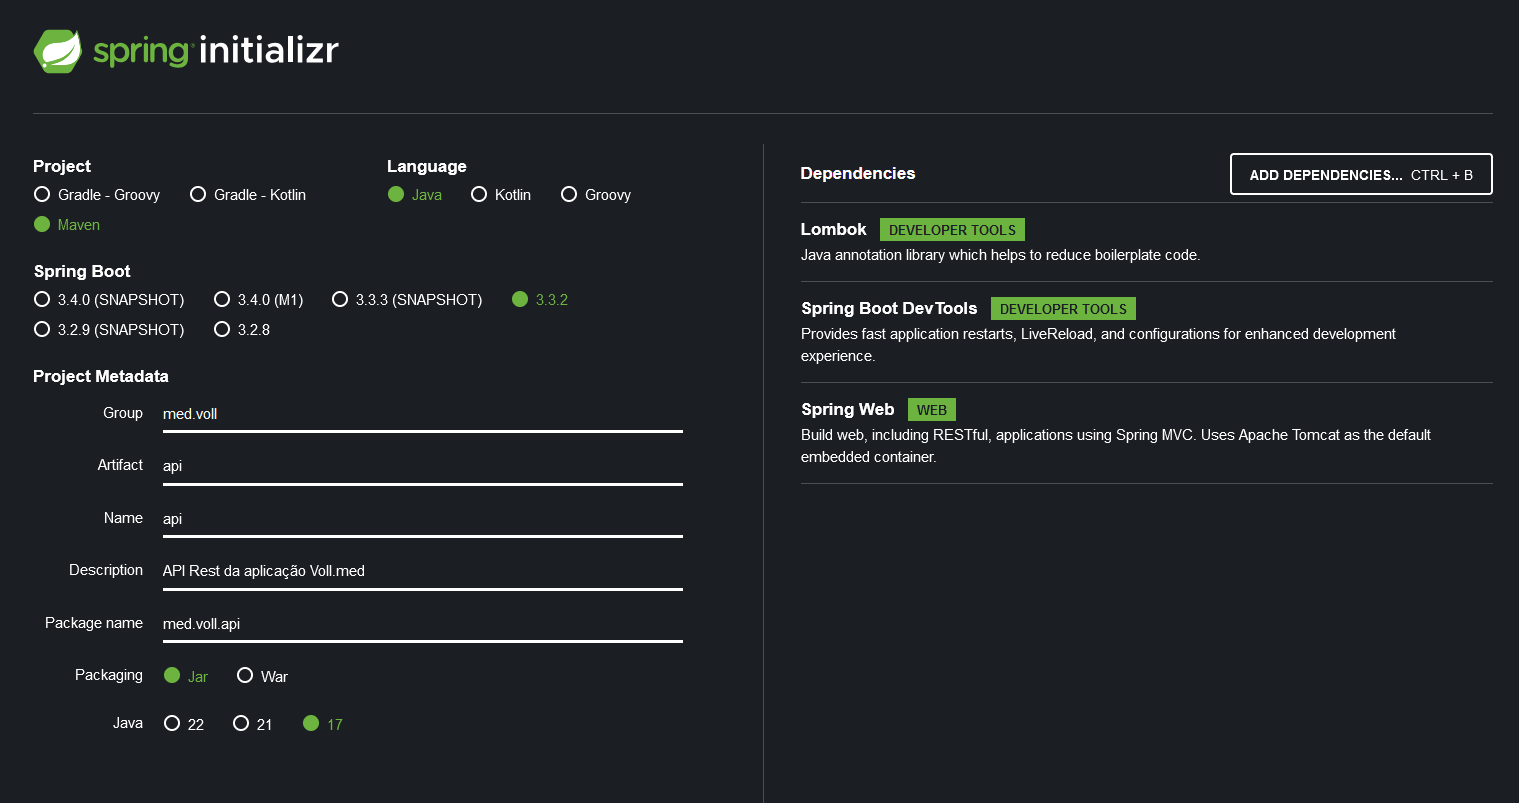 spring initializr
Project
Gradle - Groovy Gradle - Kotlin
Maven
Language
Java Kotlin Groovy
Spring Boot
3.4.0 (SNAPSHOT) 3.4.0 (M1) 3.3.3 (SNAPSHOT) 3.3.2
3.2.9 (SNAPSHOT) 3.2.8
Project Metadata
Group med.voll
Artifact api
Name api
Description API Rest da aplicação Voll.med
Package name med.voll.api
Packaging Jar War
Java 22 21 17
Dependencies ADD DEPENDENCIES... CTRL + B
Lombok DEVELOPER TOOLS
Java annotation library which helps to reduce boilerplate code.
Spring Boot DevTools DEVELOPER TOOLS
Provides fast application restarts, LiveReload, and configurations for enhanced development
experience.
Spring Web WEB
Build web, including RESTful, applications using Spring MVC. Uses Apache Tomcat as the default
embedded container.